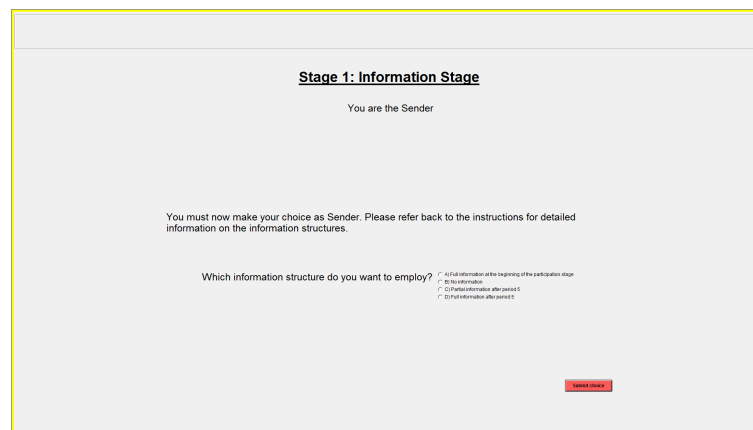 Stage 1: Information Stage
You are the Sender
You must now make your choice as Sender. Please refer back to the instructions for detailed
information on the information structures.
Which information structure do you want to employ?
A) Full information at the beginning of the participation stage
B) No information
C) Partial information after period 5
D) Full information after period 5
Submit choice